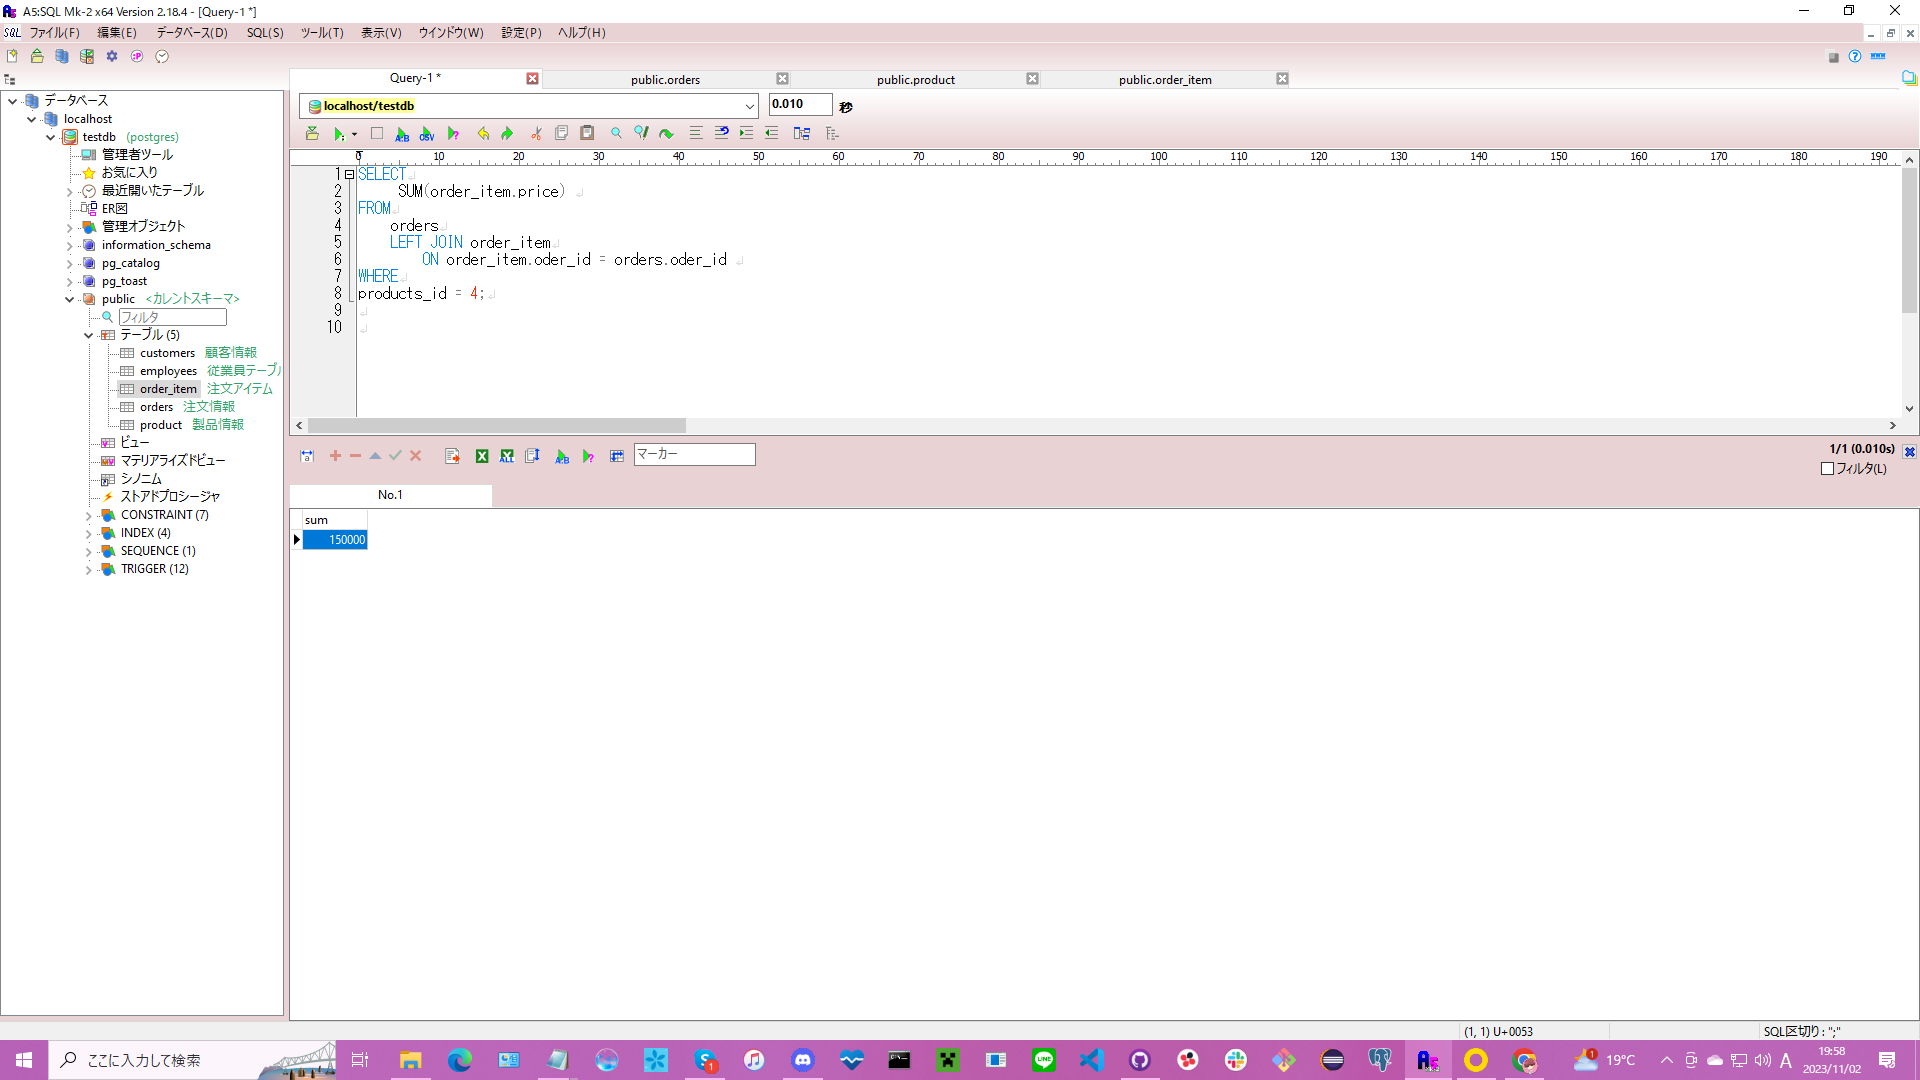 A5:SQL Mk-2 x64 Version 2.18.4 - [Query-1 *]
SQL ファイル(F) 編集(E) データベース(D) SQL(S) ツール(T) 表示(V) ウインドウ(W) 設定(P) ヘルプ(H)
Query-1 * public.orders public.product public.order_item
データベース
localhost
testdb (postgres)
管理者ツール
お気に入り
最近開いたテーブル
ER図
管理オブジェクト
information_schema
pg_catalog
pg_toast
public <カレントスキーマ>
フィルタ
テーブル (5)
customers 顧客情報
employees 従業員テーブル
order_item 注文アイテム
orders 注文情報
product 製品情報
ビュー
マテリアライズドビュー
シノニム
ストアドプロシージャ
CONSTRAINT (7)
INDEX (4)
SEQUENCE (1)
TRIGGER (12)
localhost/testdb 0.010 秒
0 10 20 30 40 50 60 70 80 90 100 110 120 130 140 150 160 170 180 190
1 SELECT
2 SUM(order_item.price)
3 FROM
4 orders
5 LEFT JOIN order_item
6 ON order_item.oder_id = orders.oder_id
7 WHERE
8 products_id = 4;
9
10
マーカー
1/1 (0.010s)
フィルタ(L)
No.1
sum
150000
(1, 1) U+0053 SQL区切り: ";"
ここに入力して検索
19°C
A
19:58
2023/11/02